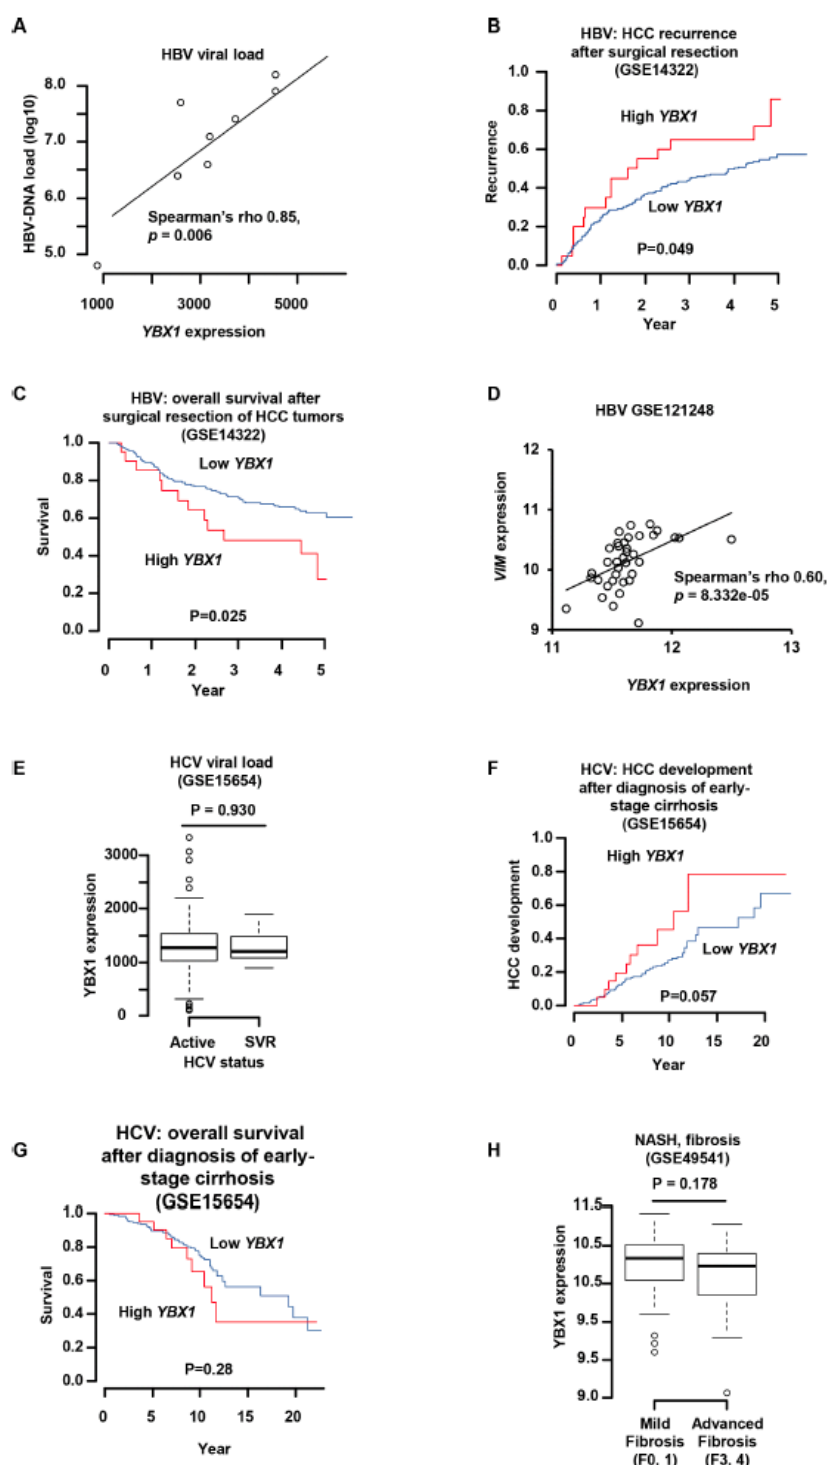 A
HBV viral load
HBV-DNA load (log10)
8.0
7.0
6.0
5.0
Spearman's rho 0.85,
p = 0.006
1000
3000
5000
YBX1 expression
B
HBV: HCC recurrence
after surgical resection
(GSE14322)
Recurrence
1.0
0.8
0.6
0.4
0.2
0.0
High YBX1
Low YBX1
P=0.049
0
1
2
3
4
5
Year
C
HBV: overall survival after
surgical resection of HCC tumors
(GSE14322)
Survival
1.0
0.8
0.6
0.4
0.2
0.0
Low YBX1
High YBX1
P=0.025
0
1
2
3
4
5
Year
D
HBV GSE121248
VIM expression
12
11
10
9
Spearman's rho 0.60,
p = 8.332e-05
11
12
13
YBX1 expression
E
HCV viral load
(GSE15654)
P = 0.930
YBX1 expression
3000
2000
1000
0
Active
SVR
HCV status
F
HCV: HCC development
after diagnosis of early-
stage cirrhosis
(GSE15654)
HCC development
1.0
0.8
0.6
0.4
0.2
0.0
High YBX1
Low YBX1
P=0.057
0
5
10
15
20
Year
G
HCV: overall survival
after diagnosis of early-
stage cirrhosis
(GSE15654)
Survival
1.0
0.8
0.6
0.4
0.2
0.0
Low YBX1
High YBX1
P=0.28
0
5
10
15
20
Year
H
NASH, fibrosis
(GSE49541)
P = 0.178
YBX1 expression
11.5
10.5
10.5
9.5
9.5
9.0
Mild
Fibrosis
(F0, 1)
Advanced
Fibrosis
(F3, 4)